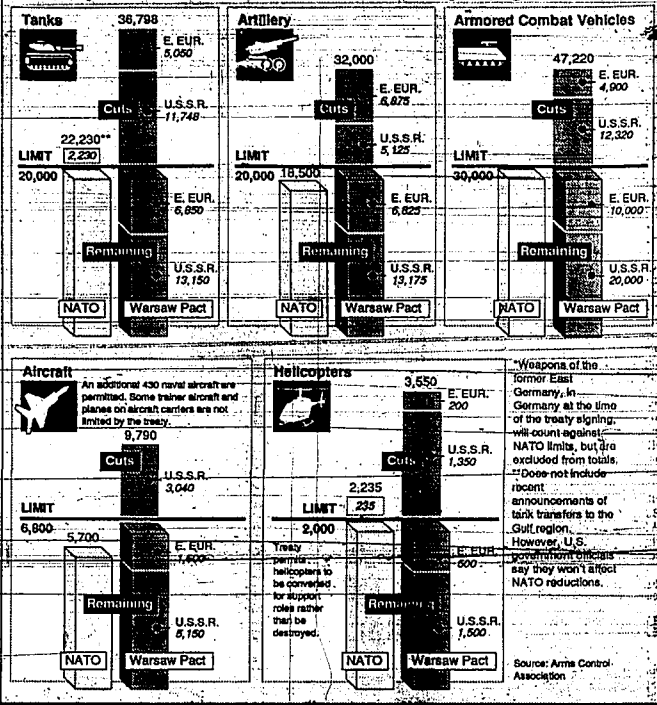 Tanks
36,798
E. EUR.
5,050
Cuts
U.S.S.R.
11,748
22,230**
2,230
LIMIT
20,000
E. EUR.
6,850
Remaining
U.S.S.R.
13,150
NATO
Warsaw Pact
Artillery
32,000
E. EUR.
6,875
Cuts
U.S.S.R.
5,125
LIMIT
20,000
18,500
E. EUR.
6,825
Remaining
U.S.S.R.
13,175
NATO
Warsaw Pact
Armored Combat Vehicles
47,220
E. EUR.
4,900
Cuts
U.S.S.R.
12,320
LIMIT
30,000
E. EUR.
10,000
Remaining
U.S.S.R.
20,000
NATO
Warsaw Pact
Aircraft
An additional 430 naval aircraft are
permitted. Some trainer aircraft and
planes on aircraft carriers are not
limited by the treaty.
9,790
Cuts
U.S.S.R.
3,040
LIMIT
6,800
5,700
E. EUR.
Remaining
U.S.S.R.
5,150
NATO
Warsaw Pact
Helicopters
3,550
E. EUR.
200
Cuts
U.S.S.R.
1,350
2,235
235
LIMIT
2,000
Treaty
permits
helicopters to
be converted
for support
roles rather
than be
destroyed.
E. EUR.
500
Remaining
U.S.S.R.
1,500
NATO
Warsaw Pact
*Weapons of the
former East
Germany, in
Germany at the time
of the treaty signing,
will count against
NATO limits, but are
excluded from totals.
**Does not include
recent
announcements of
tank transfers to the
Gulf region.
However, U.S.
government officials
say they won't affect
NATO reductions.
Source: Arms Control
Association